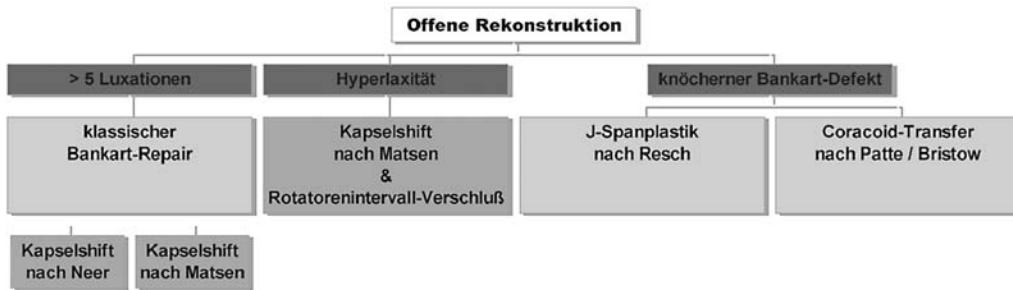 Offene Rekonstruktion
> 5 Luxationen
Hyperlaxität
knöcherner Bankart-Defekt
klassischer
Bankart-Repair
Kapselshift
nach Matsen
&
Rotatorenintervall-Verschluß
J-Spanplastik
nach Resch
Coracoid-Transfer
nach Patte / Bristow
Kapselshift
nach Neer
Kapselshift
nach Matsen